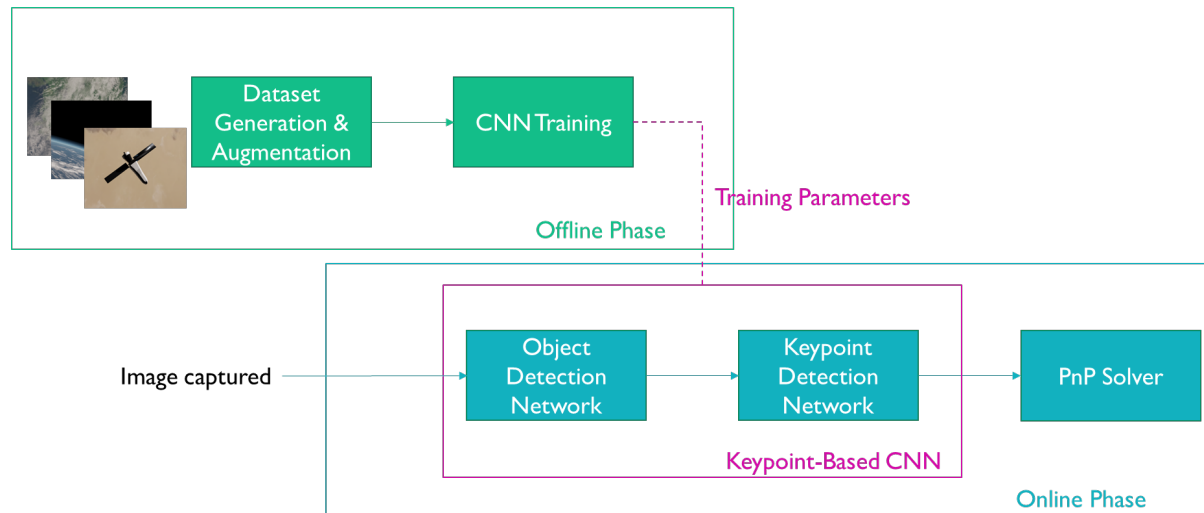 Dataset
Generation &
Augmentation
CNN Training
Training Parameters
Offline Phase
Image captured
Object
Detection
Network
Keypoint
Detection
Network
PnP Solver
Keypoint-Based CNN
Online Phase